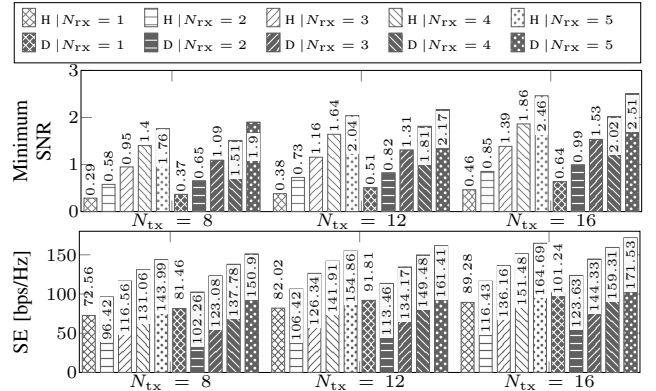 H | N_rx = 1 H | N_rx = 2 H | N_rx = 3 H | N_rx = 4 H | N_rx = 5
D | N_rx = 1 D | N_rx = 2 D | N_rx = 3 D | N_rx = 4 D | N_rx = 5
Minimum
SNR
3
2
1
0
0.29 0.58 0.95 1.4 1.76 0.37 0.65 1.09 1.51 1.9
0.38 0.73 1.16 1.64 2.04 0.51 0.82 1.31 1.81 2.17
0.46 0.85 1.39 1.86 2.46 0.64 0.99 1.53 2.02 2.51
N_tx = 8 N_tx = 12 N_tx = 16
SE [bps/Hz]
150
100
50
0
72.56 96.42 116.56 131.06 143.99 81.46 102.26 123.08 137.78 150.9
82.02 106.42 126.34 141.91 154.86 91.81 113.46 134.17 149.48 161.41
89.28 116.43 136.16 151.48 164.69 101.24 123.63 144.33 159.31 171.53
N_tx = 8 N_tx = 12 N_tx = 16